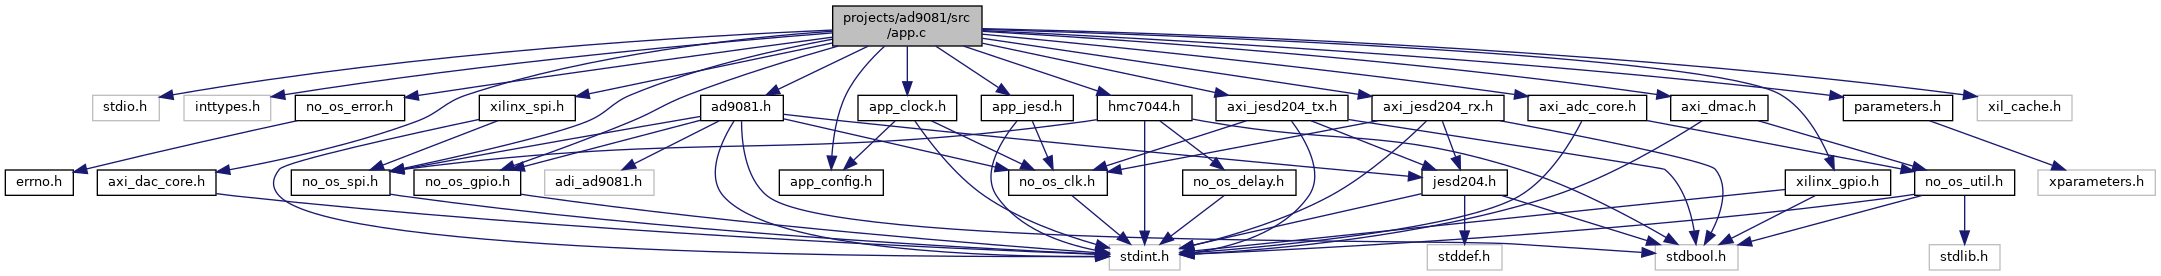 projects/ad9081/src
/app.c
stdio.h
inttypes.h
no_os_error.h
xilinx_spi.h
ad9081.h
app_clock.h
app_jesd.h
hmc7044.h
axi_jesd204_tx.h
axi_jesd204_rx.h
axi_adc_core.h
axi_dmac.h
parameters.h
xil_cache.h
errno.h
axi_dac_core.h
no_os_spi.h
no_os_gpio.h
adi_ad9081.h
app_config.h
no_os_clk.h
no_os_delay.h
jesd204.h
xilinx_gpio.h
no_os_util.h
xparameters.h
stdint.h
stddef.h
stdbool.h
stdlib.h